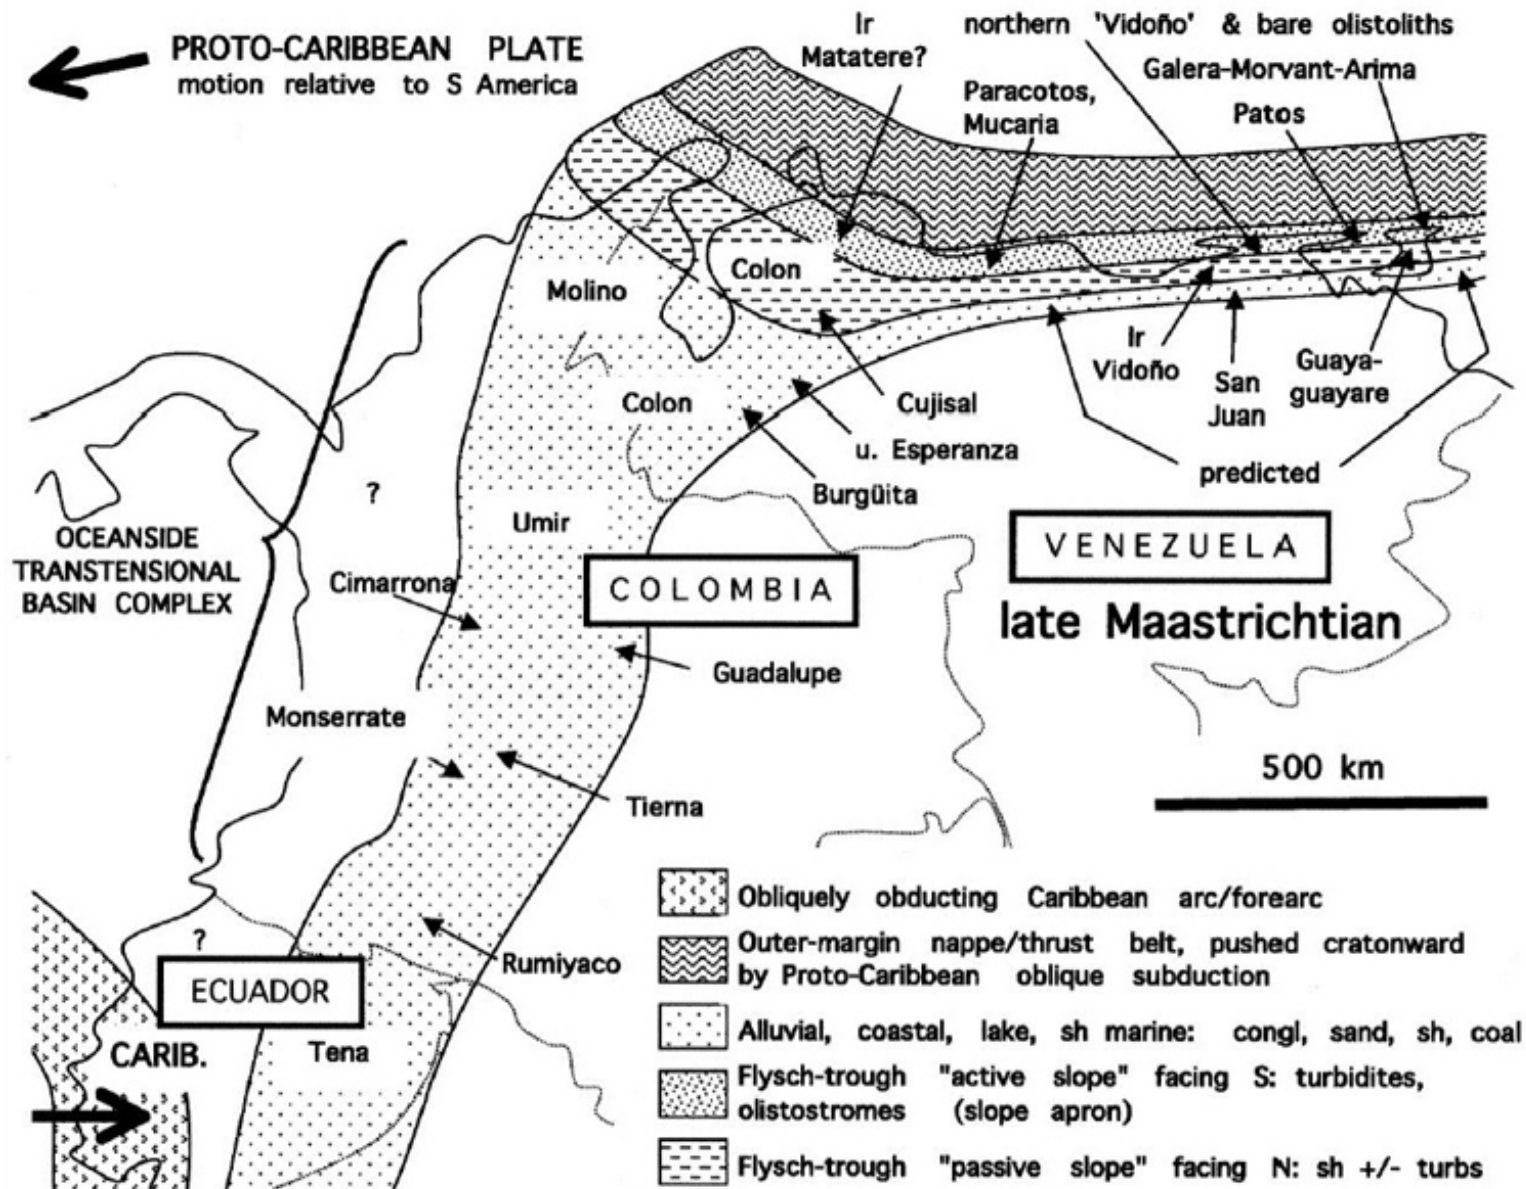 PROTO-CARIBBEAN PLATE
motion relative to S America
Ir
Matatere?
northern 'Vidoño' & bare olistoliths
Galera-Morvant-Arima
Paracotos,
Mucaria
Patos
Colon
Molino
Ir
Vidoño
San
Juan
Guaya-
guayare
Colon
Cujisal
u. Esperanza
Burgüita
predicted
?
Umir
OCEANSIDE
TRANSTENSIONAL
BASIN COMPLEX
Cimarrona
COLOMBIA
VENEZUELA
late Maastrichtian
Guadalupe
Monserrate
Tierna
500 km
?
Rumiyaco
ECUADOR
CARIB.
Tena
Obliquely obducting Caribbean arc/forearc
Outer-margin nappe/thrust belt, pushed cratonward
by Proto-Caribbean oblique subduction
Alluvial, coastal, lake, sh marine: congl, sand, sh, coal
Flysch-trough "active slope" facing S: turbidites,
olistostromes (slope apron)
Flysch-trough "passive slope" facing N: sh +/- turbs